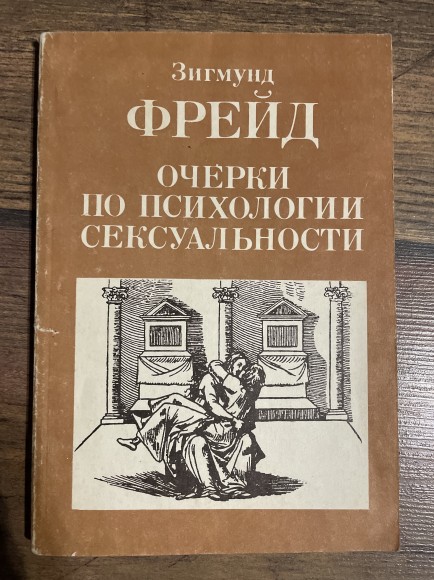 Зигмунд
ФРЕЙД
ОЧЕРКИ
ПО ПСИХОЛОГИИ
СЕКСУАЛЬНОСТИ